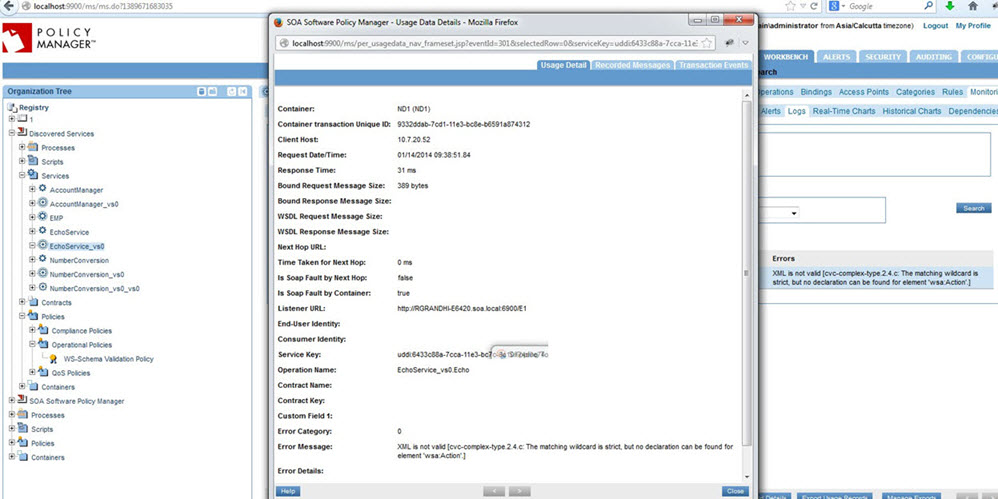 localhost:9900/ms/ms.do?1389671683035
Google
POLICY
MANAGER™
ain\administrator from Asia/Calcutta timezone)
Logout
My Profile
WORKBENCH
ALERTS
SECURITY
AUDITING
CONFIGU
earch
Operations
Bindings
Access Points
Categories
Rules
Monitori
Alerts
Logs
Real-Time Charts
Historical Charts
Dependencie
Search
Errors
XML is not valid [cvc-complex-type.2.4.c: The matching wildcard is
strict, but no declaration can be found for element 'wsa:Action'.]
Export Usage Records
Manage Exports
Organization Tree
Registry
1
Discovered Services
Processes
Scripts
Services
AccountManager
AccountManager_vs0
EMP
EchoService
EchoService_vs0
NumberConversion
NumberConversion_vs0
NumberConversion_vs0_vs0
Contracts
Policies
Compliance Policies
Operational Policies
WS-Schema Validation Policy
QoS Policies
Containers
SOA Software Policy Manager
Processes
Scripts
Policies
Containers
SOA Software Policy Manager - Usage Data Details - Mozilla Firefox
localhost:9900/ms/per_usagedata_nav_frameset.jsp?eventId=301&selectedRow=0&serviceKey=uddi:6433c88a-7cca-11e3
Usage Detail
Recorded Messages
Transaction Events
Container: ND1 (ND1)
Container transaction Unique ID: 9332ddab-7cd1-11e3-bc8e-b6591a874312
Client Host: 10.7.20.52
Request Date/Time: 01/14/2014 09:38:51.84
Response Time: 31 ms
Bound Request Message Size: 389 bytes
Bound Response Message Size:
WSDL Request Message Size:
WSDL Response Message Size:
Next Hop URL:
Time Taken for Next Hop: 0 ms
Is Soap Fault by Next Hop: false
Is Soap Fault by Container: true
Listener URL: http://RGRANDHI-E6420.soa.local:6900/E1
End-User Identity:
Consumer Identity:
Service Key: uddi:6433c88a-7cca-11e3-bc7
Operation Name: EchoService_vs0.Echo
Contract Name:
Contract Key:
Custom Field 1:
Error Category: 0
Error Message: XML is not valid [cvc-complex-type.2.4.c: The matching wildcard is strict, but no declaration can be found for
element 'wsa:Action'.]
Error Details:
Help
<
>
Close